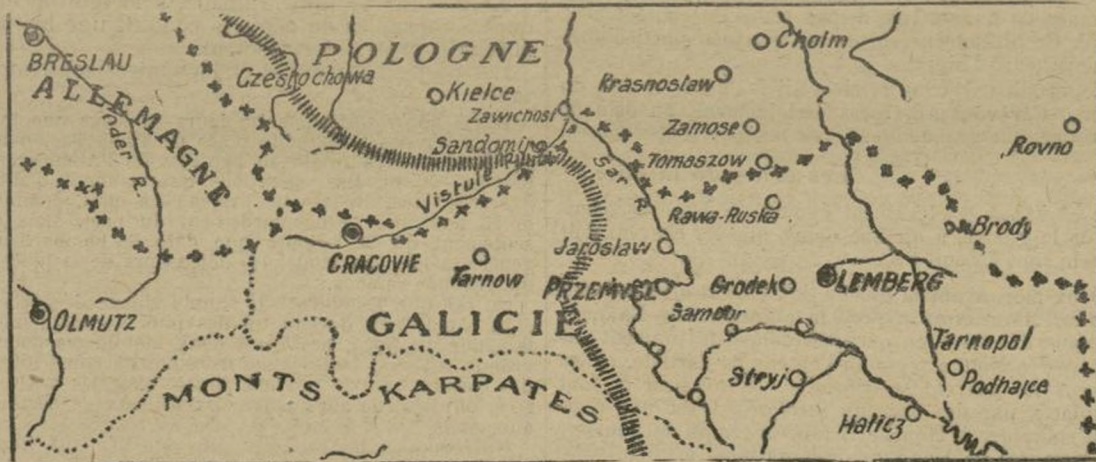 POLOGNE
Cholm
BRESLAU
Czestochowa
Kielce
Krasnostaw
ALLEMAGNE
Oder R.
Zawichost
Zamosc
Rovno
Sandomir
Tomaszow
San R.
Vistule R.
Rawa-Ruska
Brody
Jaroslaw
CRACOVIE
Tarnow
PRZEMYSL
Grodek
LEMBERG
OLMUTZ
GALICIE
Sambor
Tarnopol
MONTS KARPATES
Stryj
Podhajce
Halicz